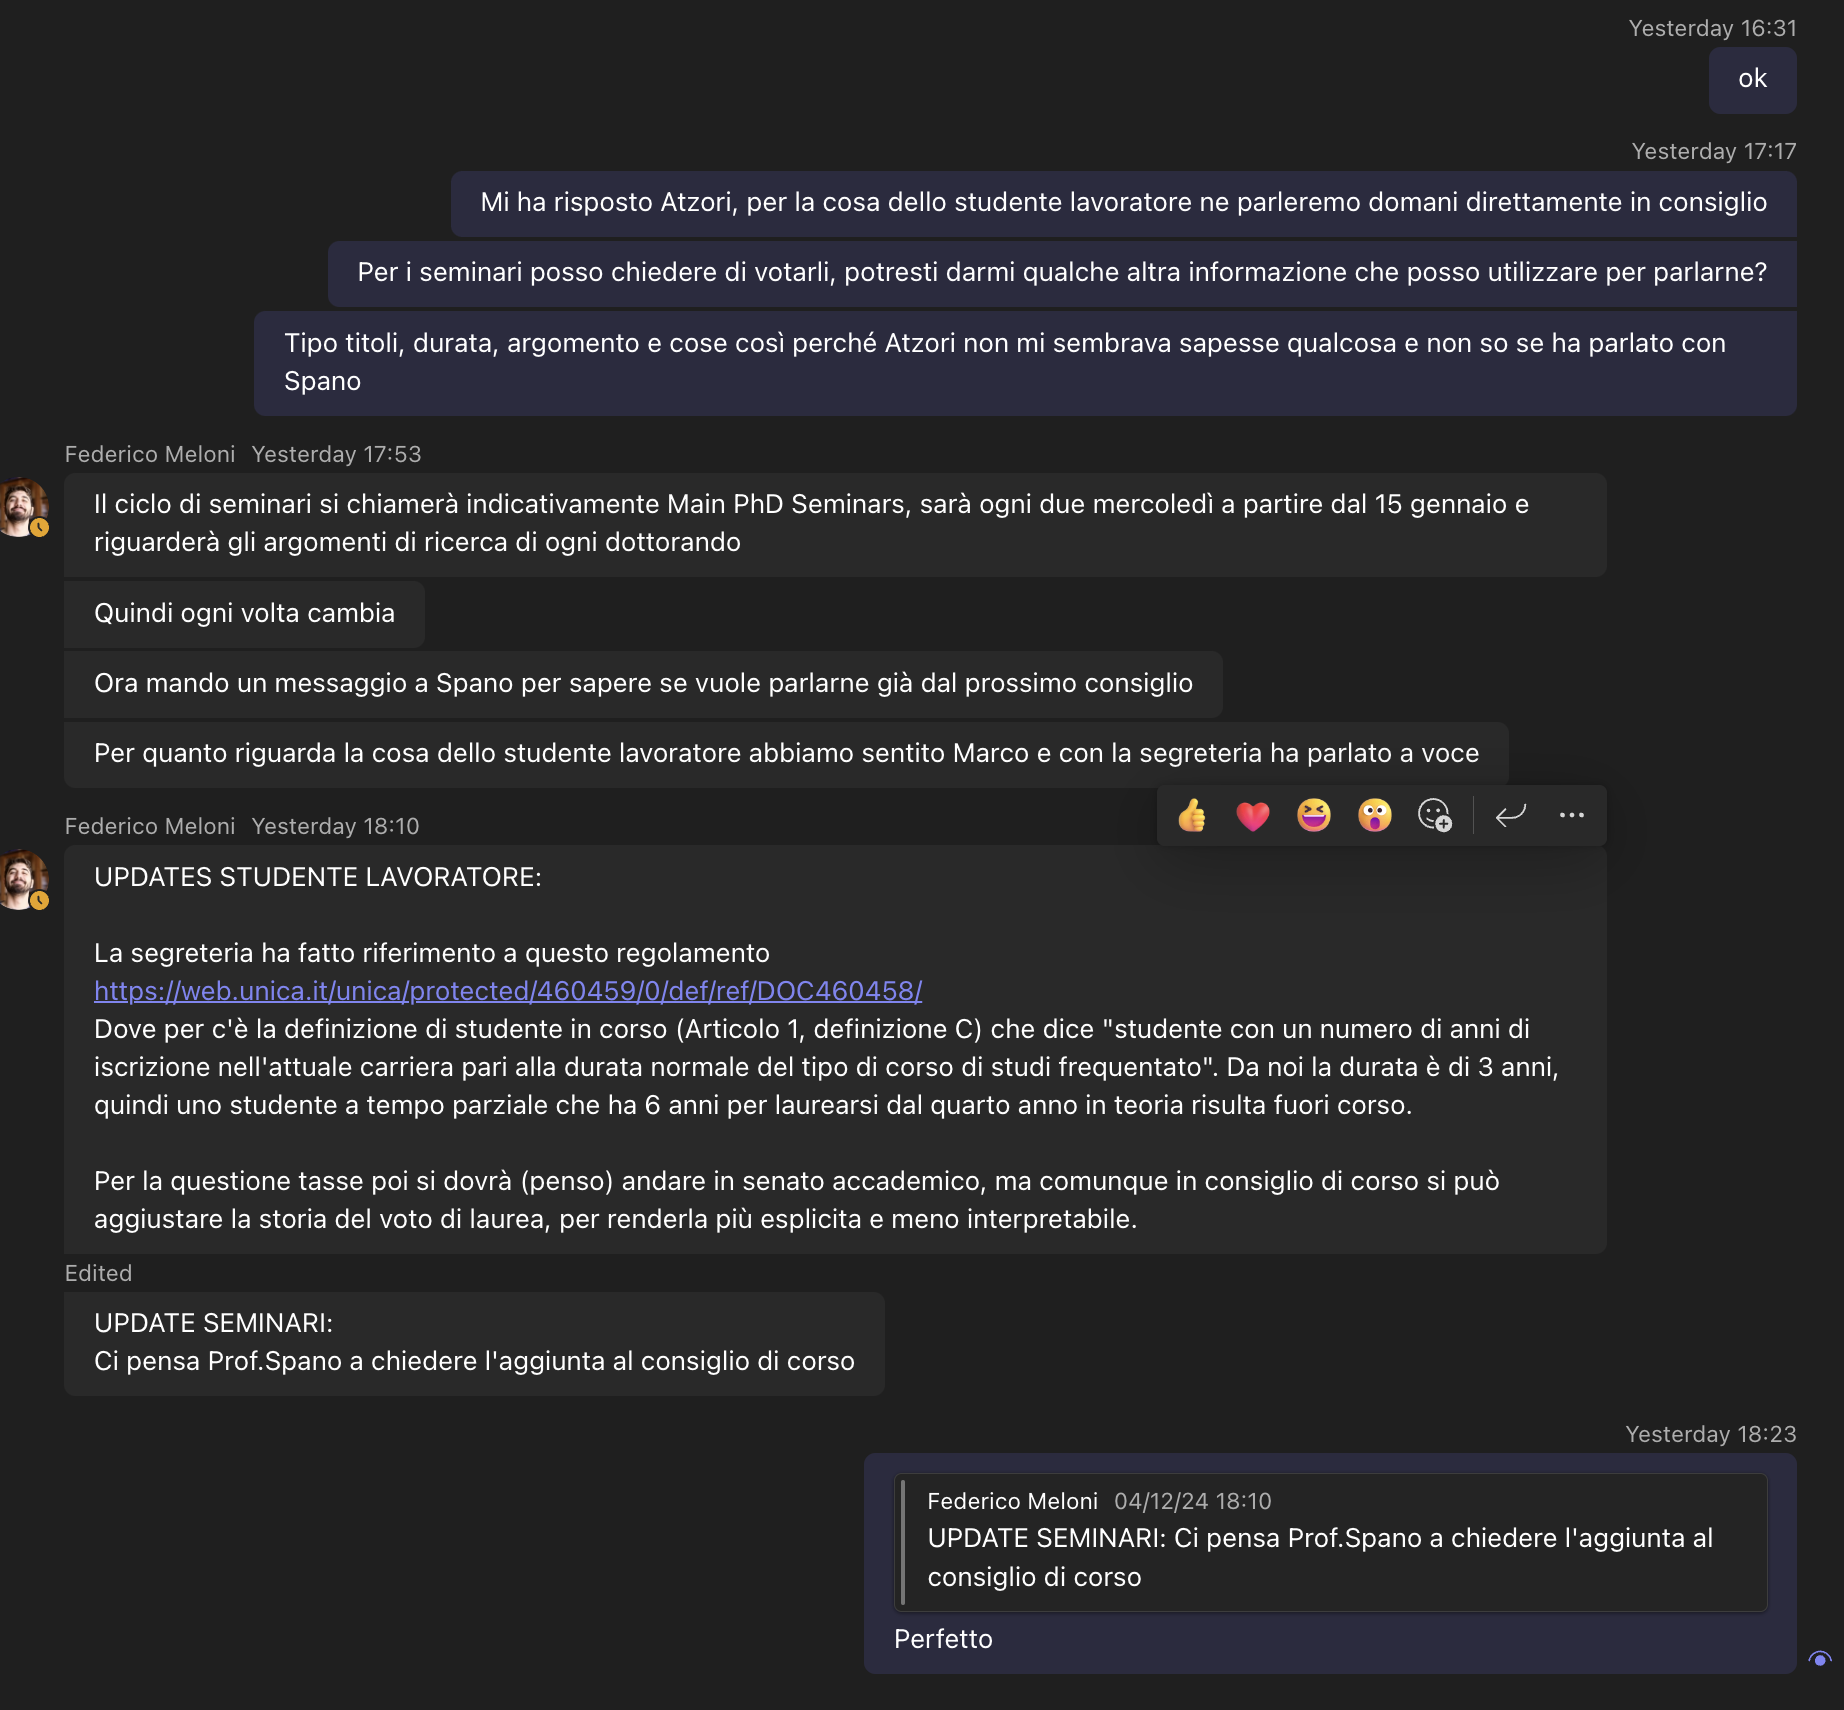 Yesterday 16:31
ok
Yesterday 17:17
Mi ha risposto Atzori, per la cosa dello studente lavoratore ne parleremo domani direttamente in consiglio
Per i seminari posso chiedere di votarli, potresti darmi qualche altra informazione che posso utilizzare per parlarne?
Tipo titoli, durata, argomento e cose così perché Atzori non mi sembrava sapesse qualcosa e non so se ha parlato con
Spano
Federico Meloni Yesterday 17:53
Il ciclo di seminari si chiamerà indicativamente Main PhD Seminars, sarà ogni due mercoledì a partire dal 15 gennaio e
riguarderà gli argomenti di ricerca di ogni dottorando
Quindi ogni volta cambia
Ora mando un messaggio a Spano per sapere se vuole parlarne già dal prossimo consiglio
Per quanto riguarda la cosa dello studente lavoratore abbiamo sentito Marco e con la segreteria ha parlato a voce
Federico Meloni Yesterday 18:10
UPDATES STUDENTE LAVORATORE:
La segreteria ha fatto riferimento a questo regolamento
https://web.unica.it/unica/protected/460459/0/def/ref/DOC460458/
Dove per c'è la definizione di studente in corso (Articolo 1, definizione C) che dice "studente con un numero di anni di
iscrizione nell'attuale carriera pari alla durata normale del tipo di corso di studi frequentato". Da noi la durata è di 3 anni,
quindi uno studente a tempo parziale che ha 6 anni per laurearsi dal quarto anno in teoria risulta fuori corso.
Per la questione tasse poi si dovrà (penso) andare in senato accademico, ma comunque in consiglio di corso si può
aggiustare la storia del voto di laurea, per renderla più esplicita e meno interpretabile.
Edited
UPDATE SEMINARI:
Ci pensa Prof.Spano a chiedere l'aggiunta al consiglio di corso
Yesterday 18:23
Federico Meloni 04/12/24 18:10
UPDATE SEMINARI: Ci pensa Prof.Spano a chiedere l'aggiunta al
consiglio di corso
Perfetto